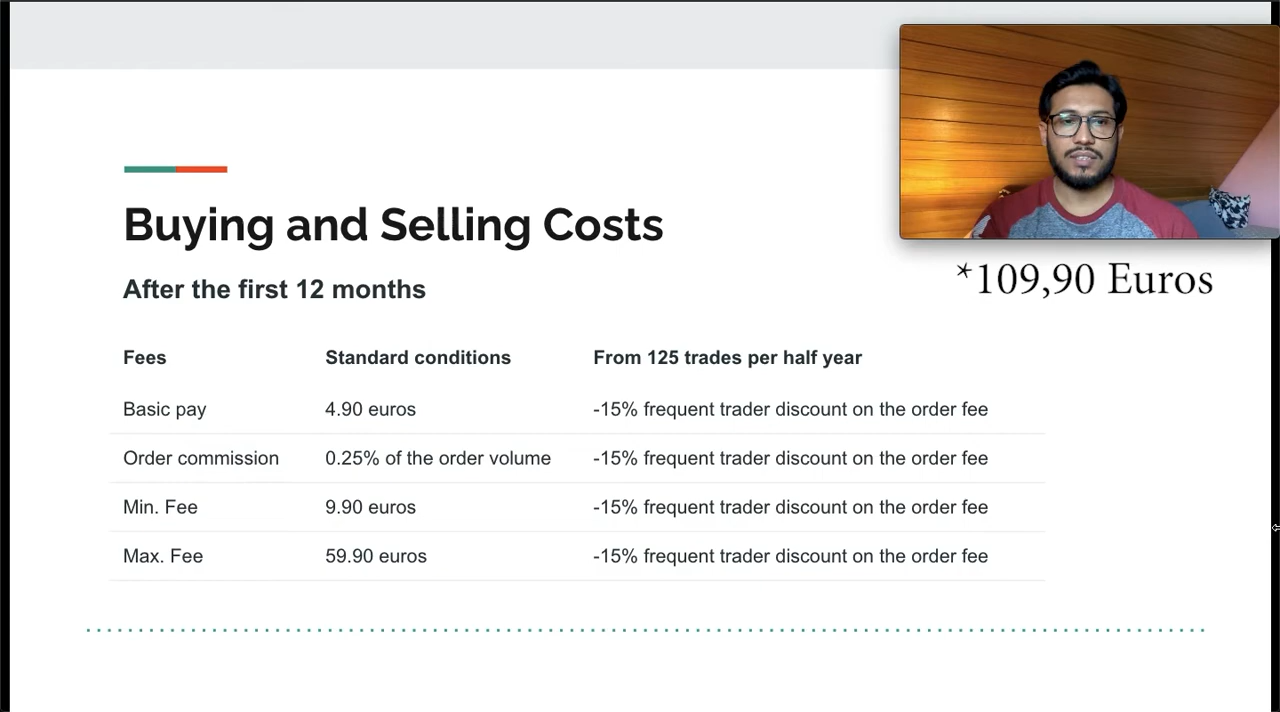 Buying and Selling Costs
After the first 12 months
*109,90 Euros
Fees Standard conditions From 125 trades per half year
Basic pay 4.90 euros -15% frequent trader discount on the order fee
Order commission 0.25% of the order volume -15% frequent trader discount on the order fee
Min. Fee 9.90 euros -15% frequent trader discount on the order fee
Max. Fee 59.90 euros -15% frequent trader discount on the order fee